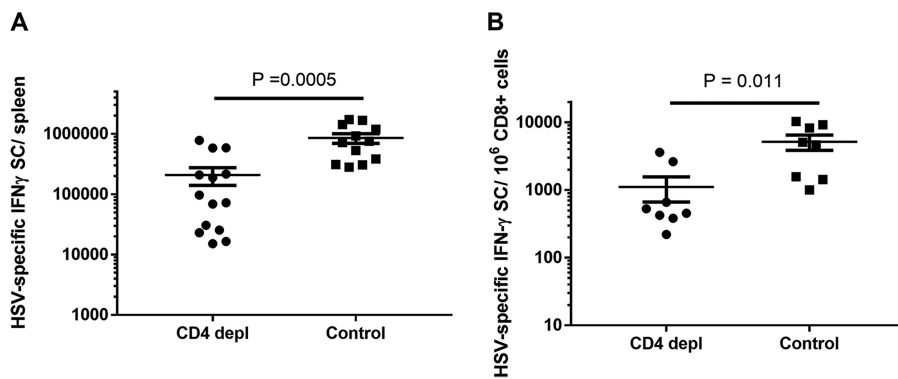 A
HSV-specific IFNγ SC/ spleen
P =0.0005
1000000
100000
10000
1000
CD4 depl
Control
B
HSV-specific IFN-γ SC/ 10⁶ CD8+ cells
P = 0.011
10000
1000
100
10
CD4 depl
Control